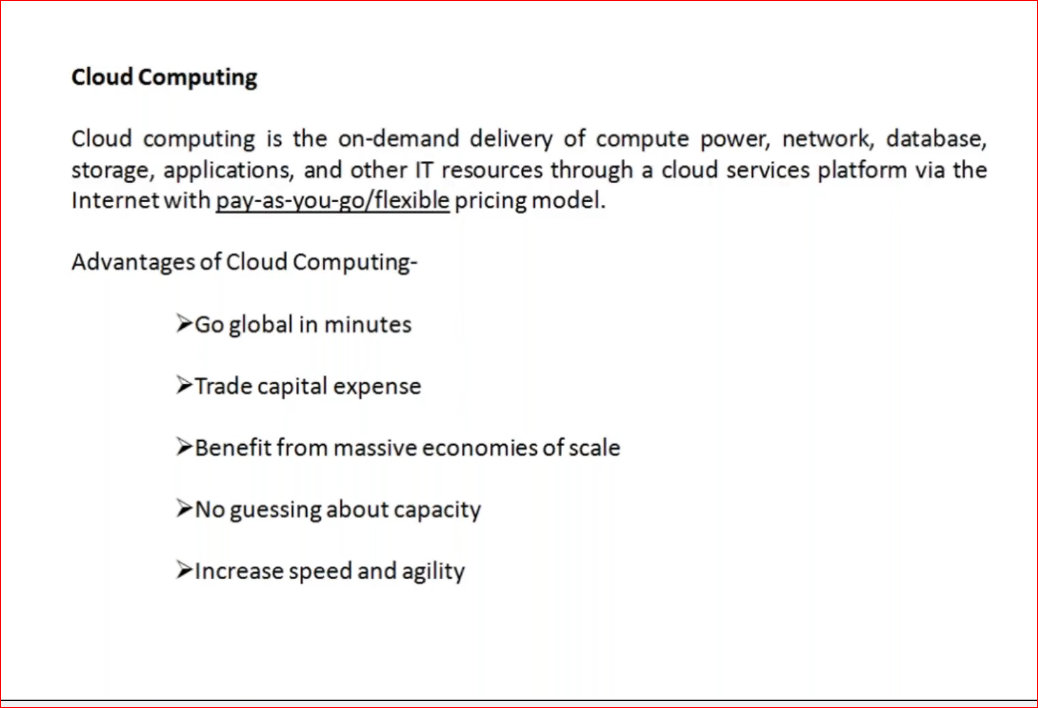 Cloud Computing
Cloud computing is the on-demand delivery of compute power, network, database,
storage, applications, and other IT resources through a cloud services platform via the
Internet with pay-as-you-go/flexible pricing model.
Advantages of Cloud Computing-
➢Go global in minutes
➢Trade capital expense
➢Benefit from massive economies of scale
➢No guessing about capacity
➢Increase speed and agility